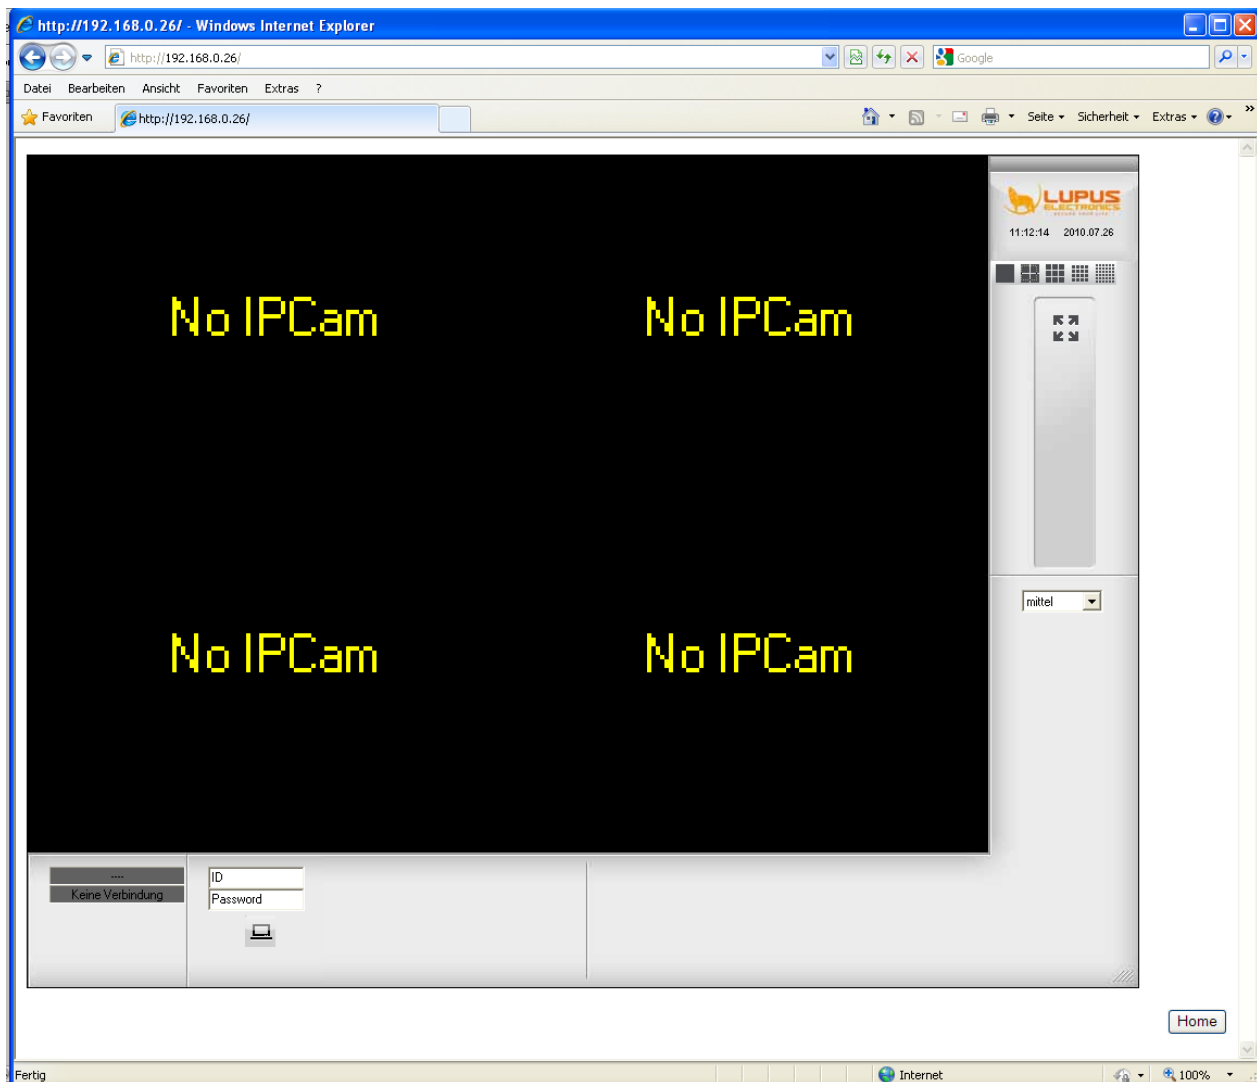 http://192.168.0.26/ - Windows Internet Explorer
http://192.168.0.26/
Google
Datei Bearbeiten Ansicht Favoriten Extras ?
Favoriten
http://192.168.0.26/
Seite Sicherheit Extras
LUPUS
ELECTRONICS
11:12:14 2010.07.26
No IPCam No IPCam
mittel
No IPCam No IPCam
----
Keine Verbindung
ID
Password
Home
Fertig
Internet
100%